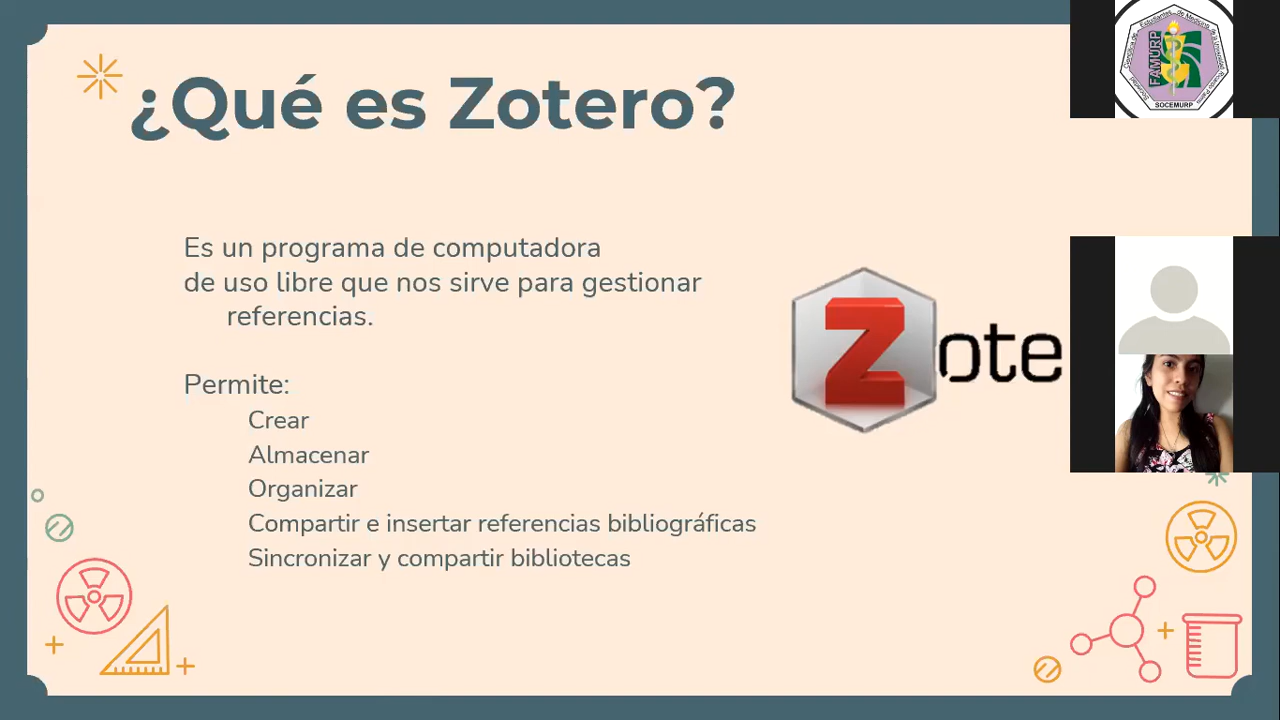 ¿Qué es Zotero?
Es un programa de computadora
de uso libre que nos sirve para gestionar
referencias.
Permite:
Crear
Almacenar
Organizar
Compartir e insertar referencias bibliográficas
Sincronizar y compartir bibliotecas
Zote
FAMURP
SOCEMURP